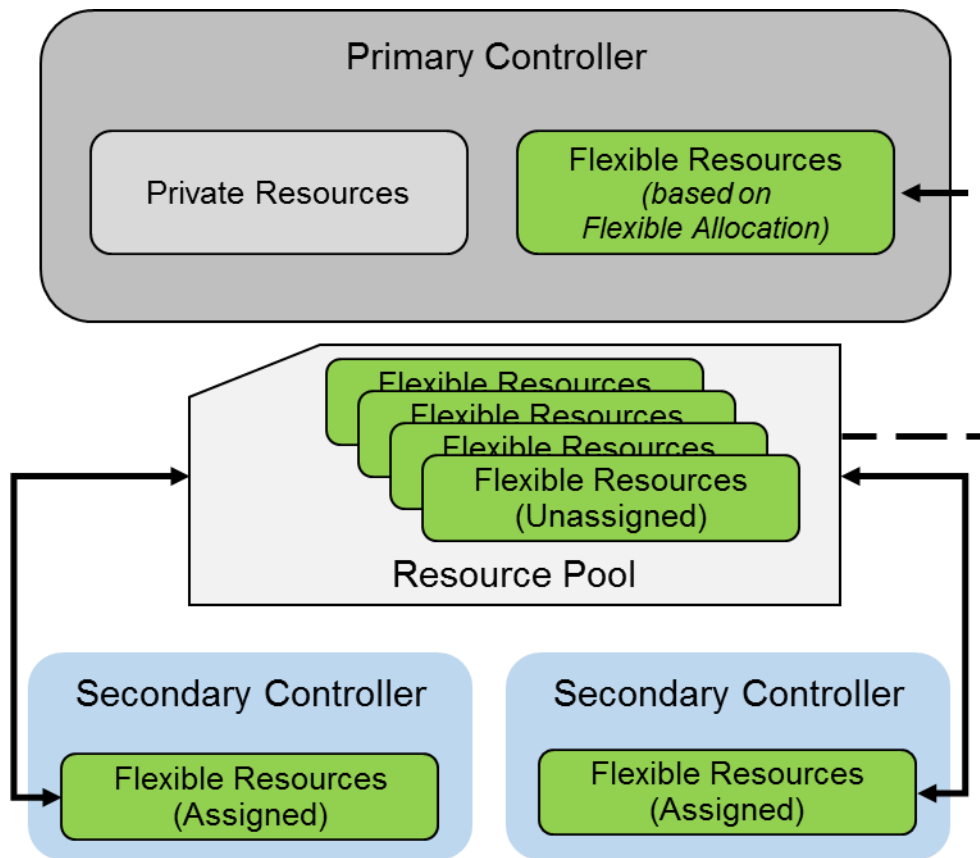 Primary Controller
Private Resources
Flexible Resources
(based on
Flexible Allocation)
Flexible Resources
Flexible Resources
Flexible Resources
Flexible Resources
(Unassigned)
Resource Pool
Secondary Controller
Flexible Resources
(Assigned)
Secondary Controller
Flexible Resources
(Assigned)